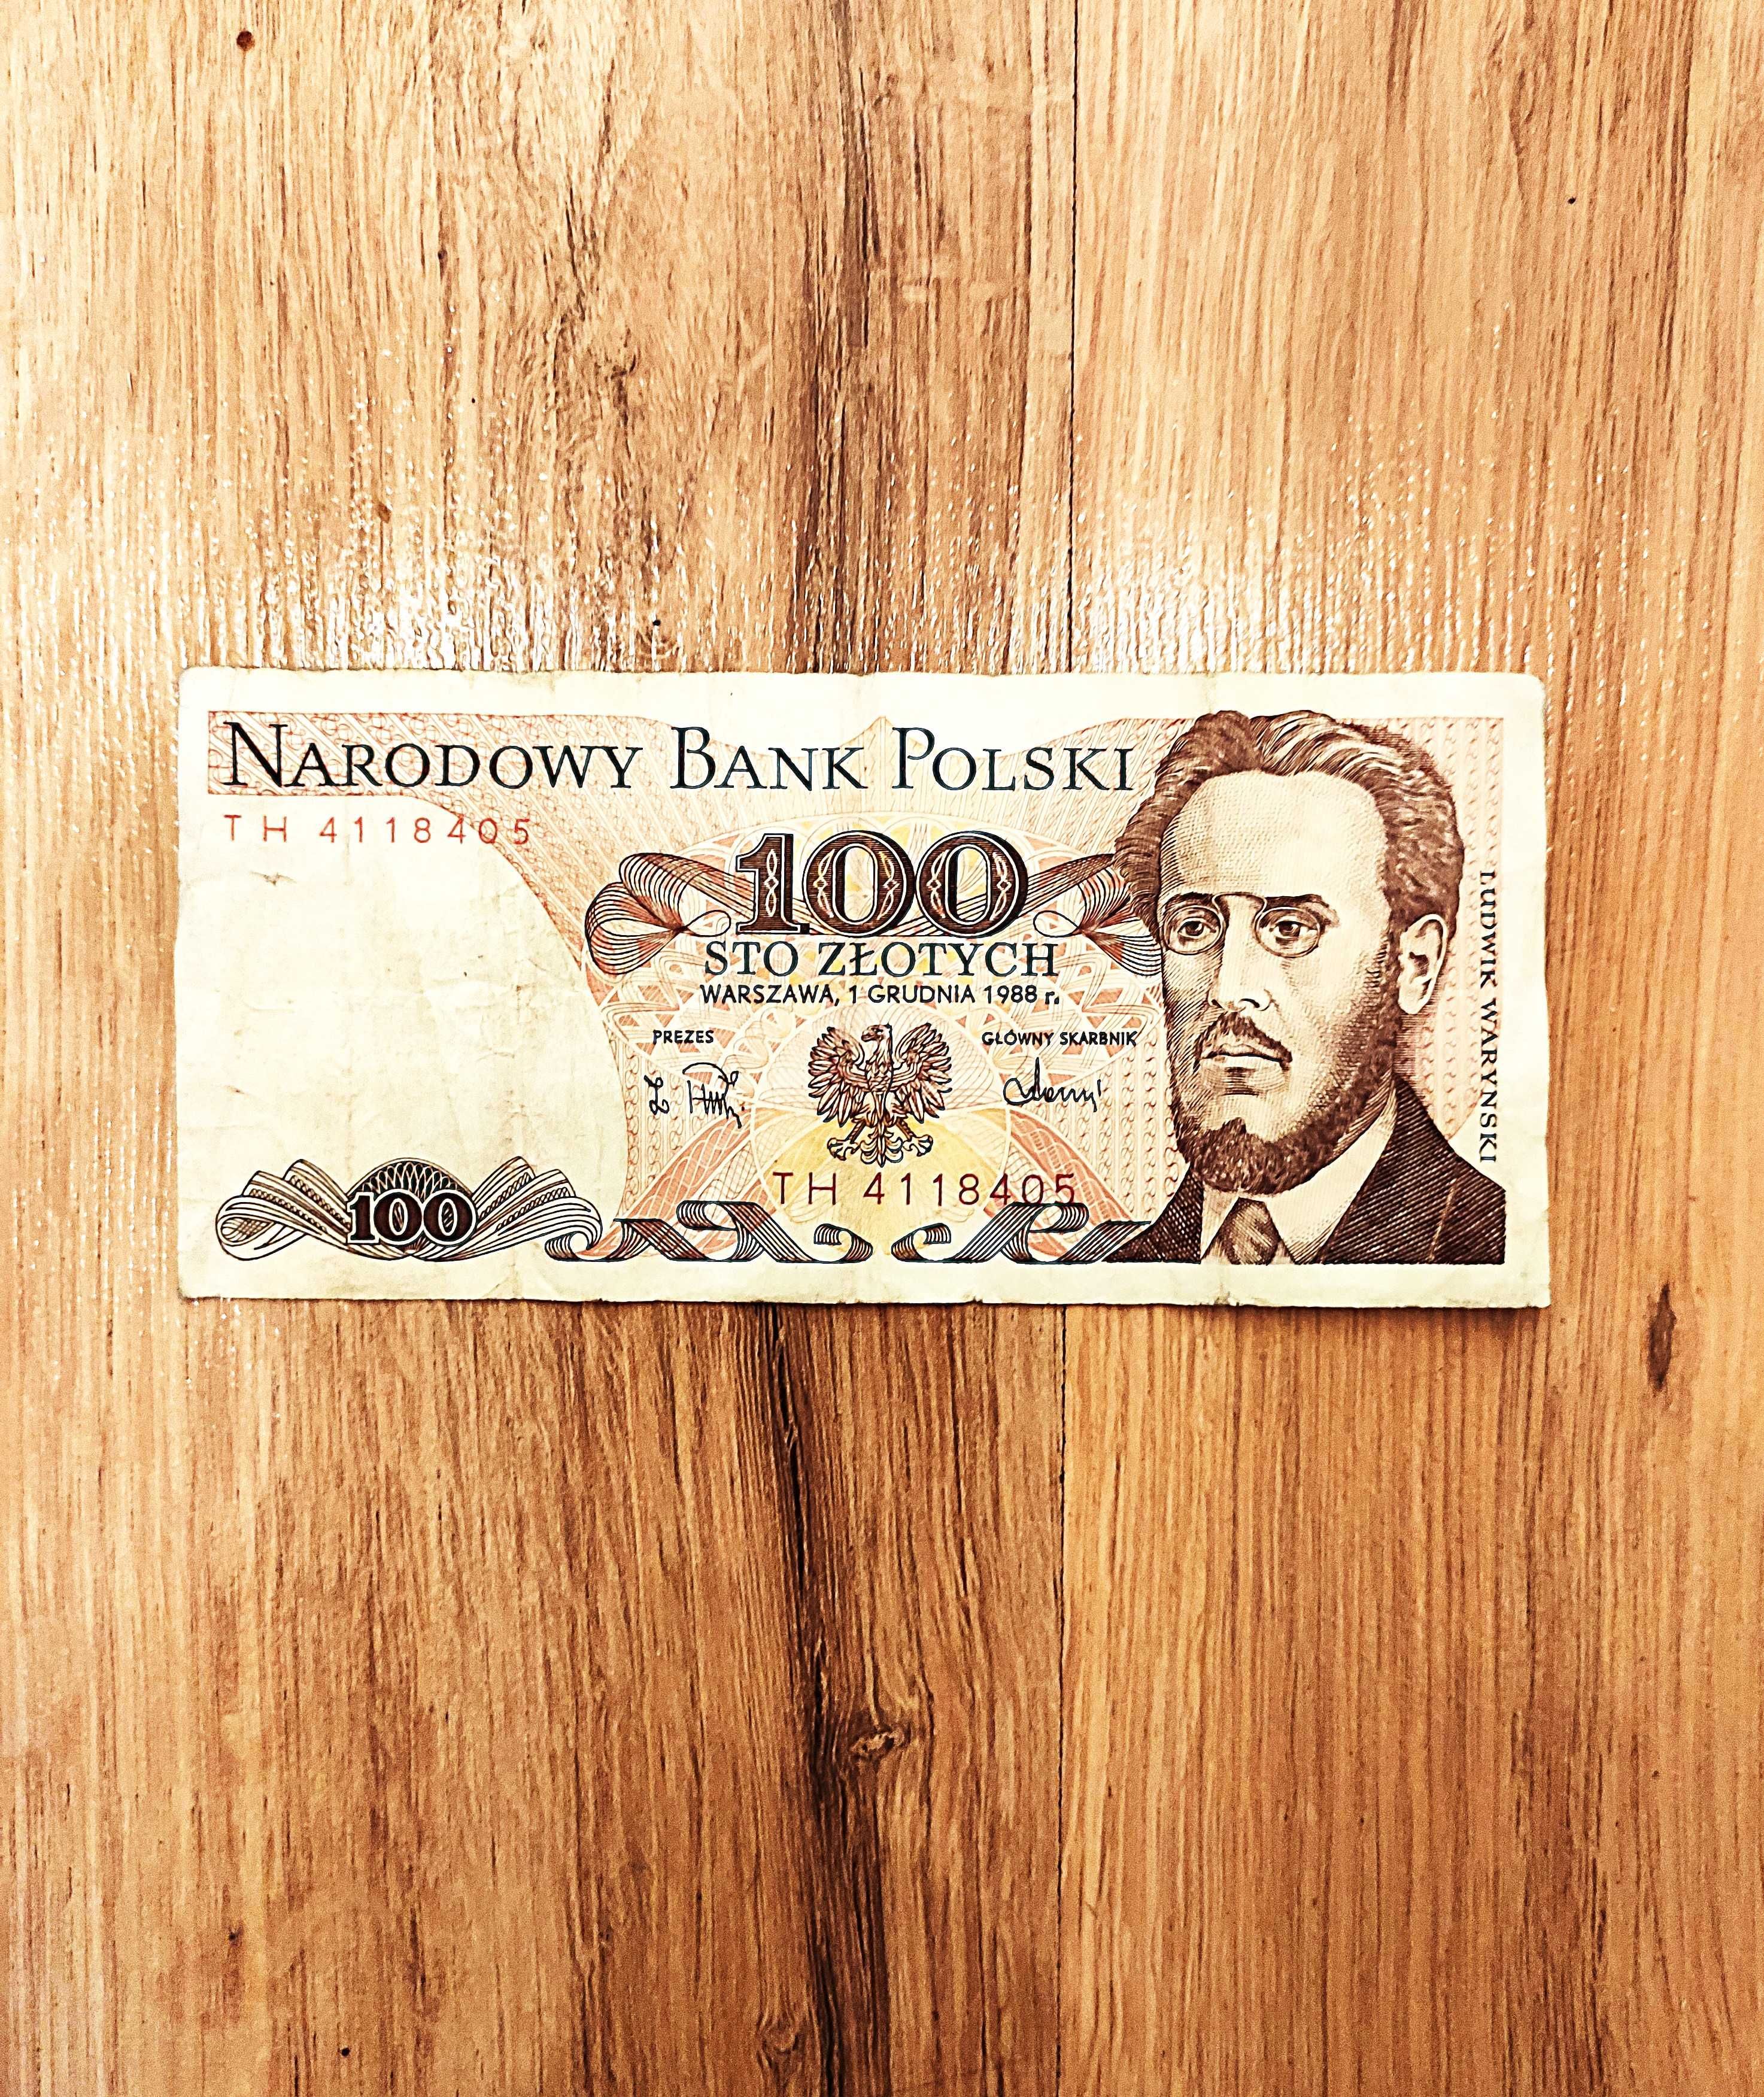 NARODOWY BANK POLSKI
TH 4118405
100
STO ZŁOTYCH
WARSZAWA, 1 GRUDNIA 1988 r.
PREZES
GŁÓWNY SKARBNIK
TH 4118405
100
LUDWIK WARYŃSKI